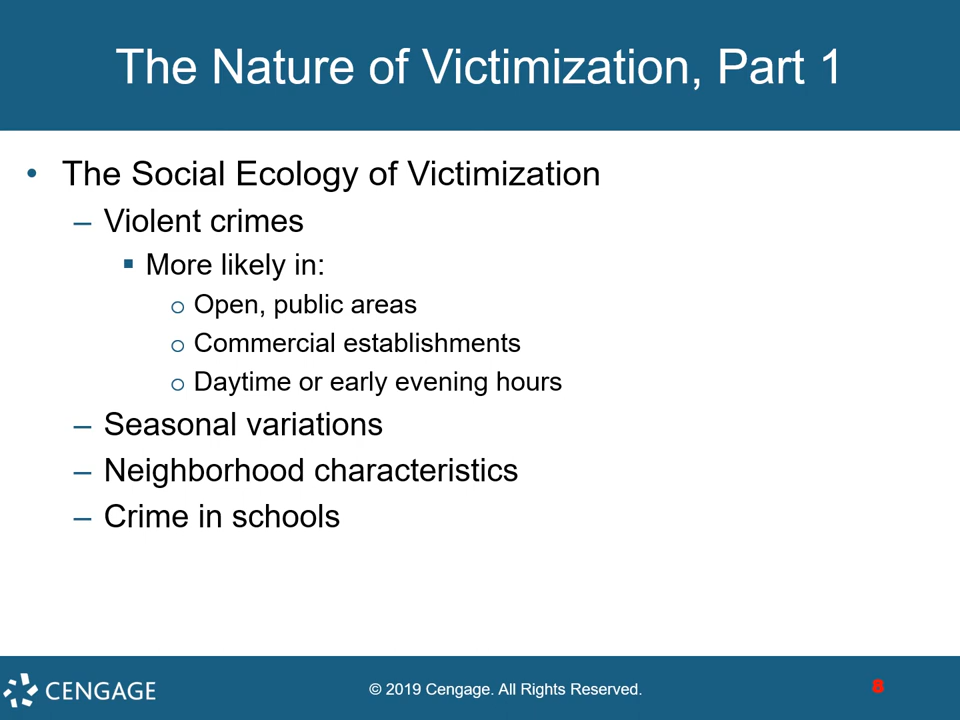 The Nature of Victimization, Part 1
• The Social Ecology of Victimization
– Violent crimes
▪ More likely in:
o Open, public areas
o Commercial establishments
o Daytime or early evening hours
– Seasonal variations
– Neighborhood characteristics
– Crime in schools
CENGAGE
© 2019 Cengage. All Rights Reserved.
8